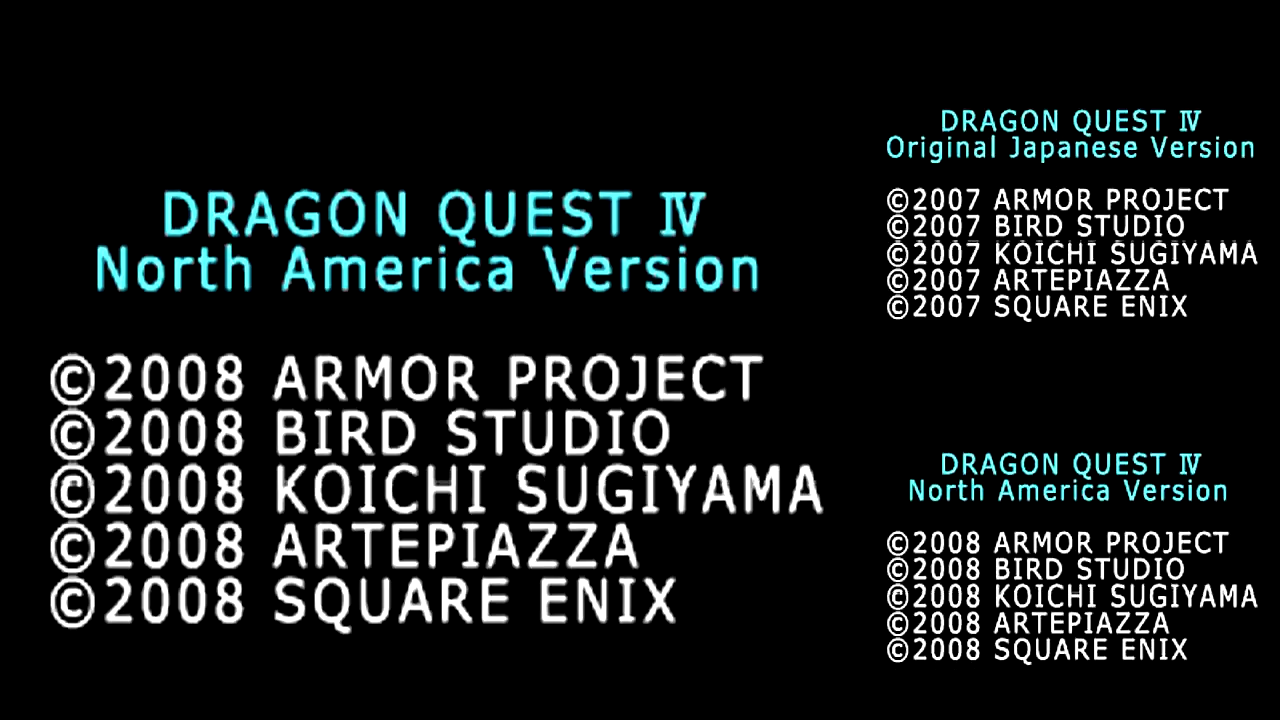 DRAGON QUEST Ⅳ
North America Version
©2008 ARMOR PROJECT
©2008 BIRD STUDIO
©2008 KOICHI SUGIYAMA
©2008 ARTEPIAZZA
©2008 SQUARE ENIX
DRAGON QUEST Ⅳ
Original Japanese Version
©2007 ARMOR PROJECT
©2007 BIRD STUDIO
©2007 KOICHI SUGIYAMA
©2007 ARTEPIAZZA
©2007 SQUARE ENIX
DRAGON QUEST Ⅳ
North America Version
©2008 ARMOR PROJECT
©2008 BIRD STUDIO
©2008 KOICHI SUGIYAMA
©2008 ARTEPIAZZA
©2008 SQUARE ENIX